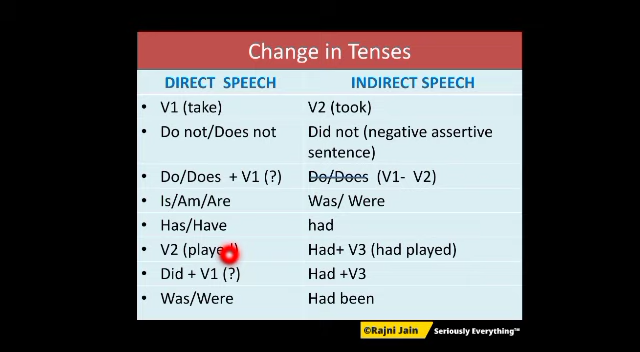 Change in Tenses
DIRECT SPEECH INDIRECT SPEECH
• V1 (take) V2 (took)
• Do not/Does not Did not (negative assertive
sentence)
• Do/Does + V1 (?) Do/Does (V1- V2)
• Is/Am/Are Was/ Were
• Has/Have had
• V2 (played) Had+ V3 (had played)
• Did + V1 (?) Had +V3
• Was/Were Had been
©Rajni Jain Seriously Everything™